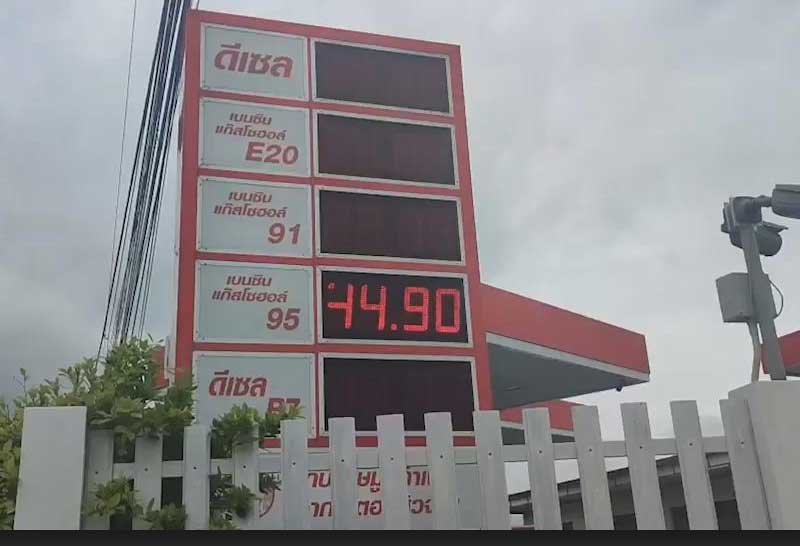 ดีเซล
เบนซิน
แก๊สโซฮอล์
E20
เบนซิน
แก๊สโซฮอล์
91
เบนซิน
แก๊สโซฮอล์
95
44.90
ดีเซล
B7